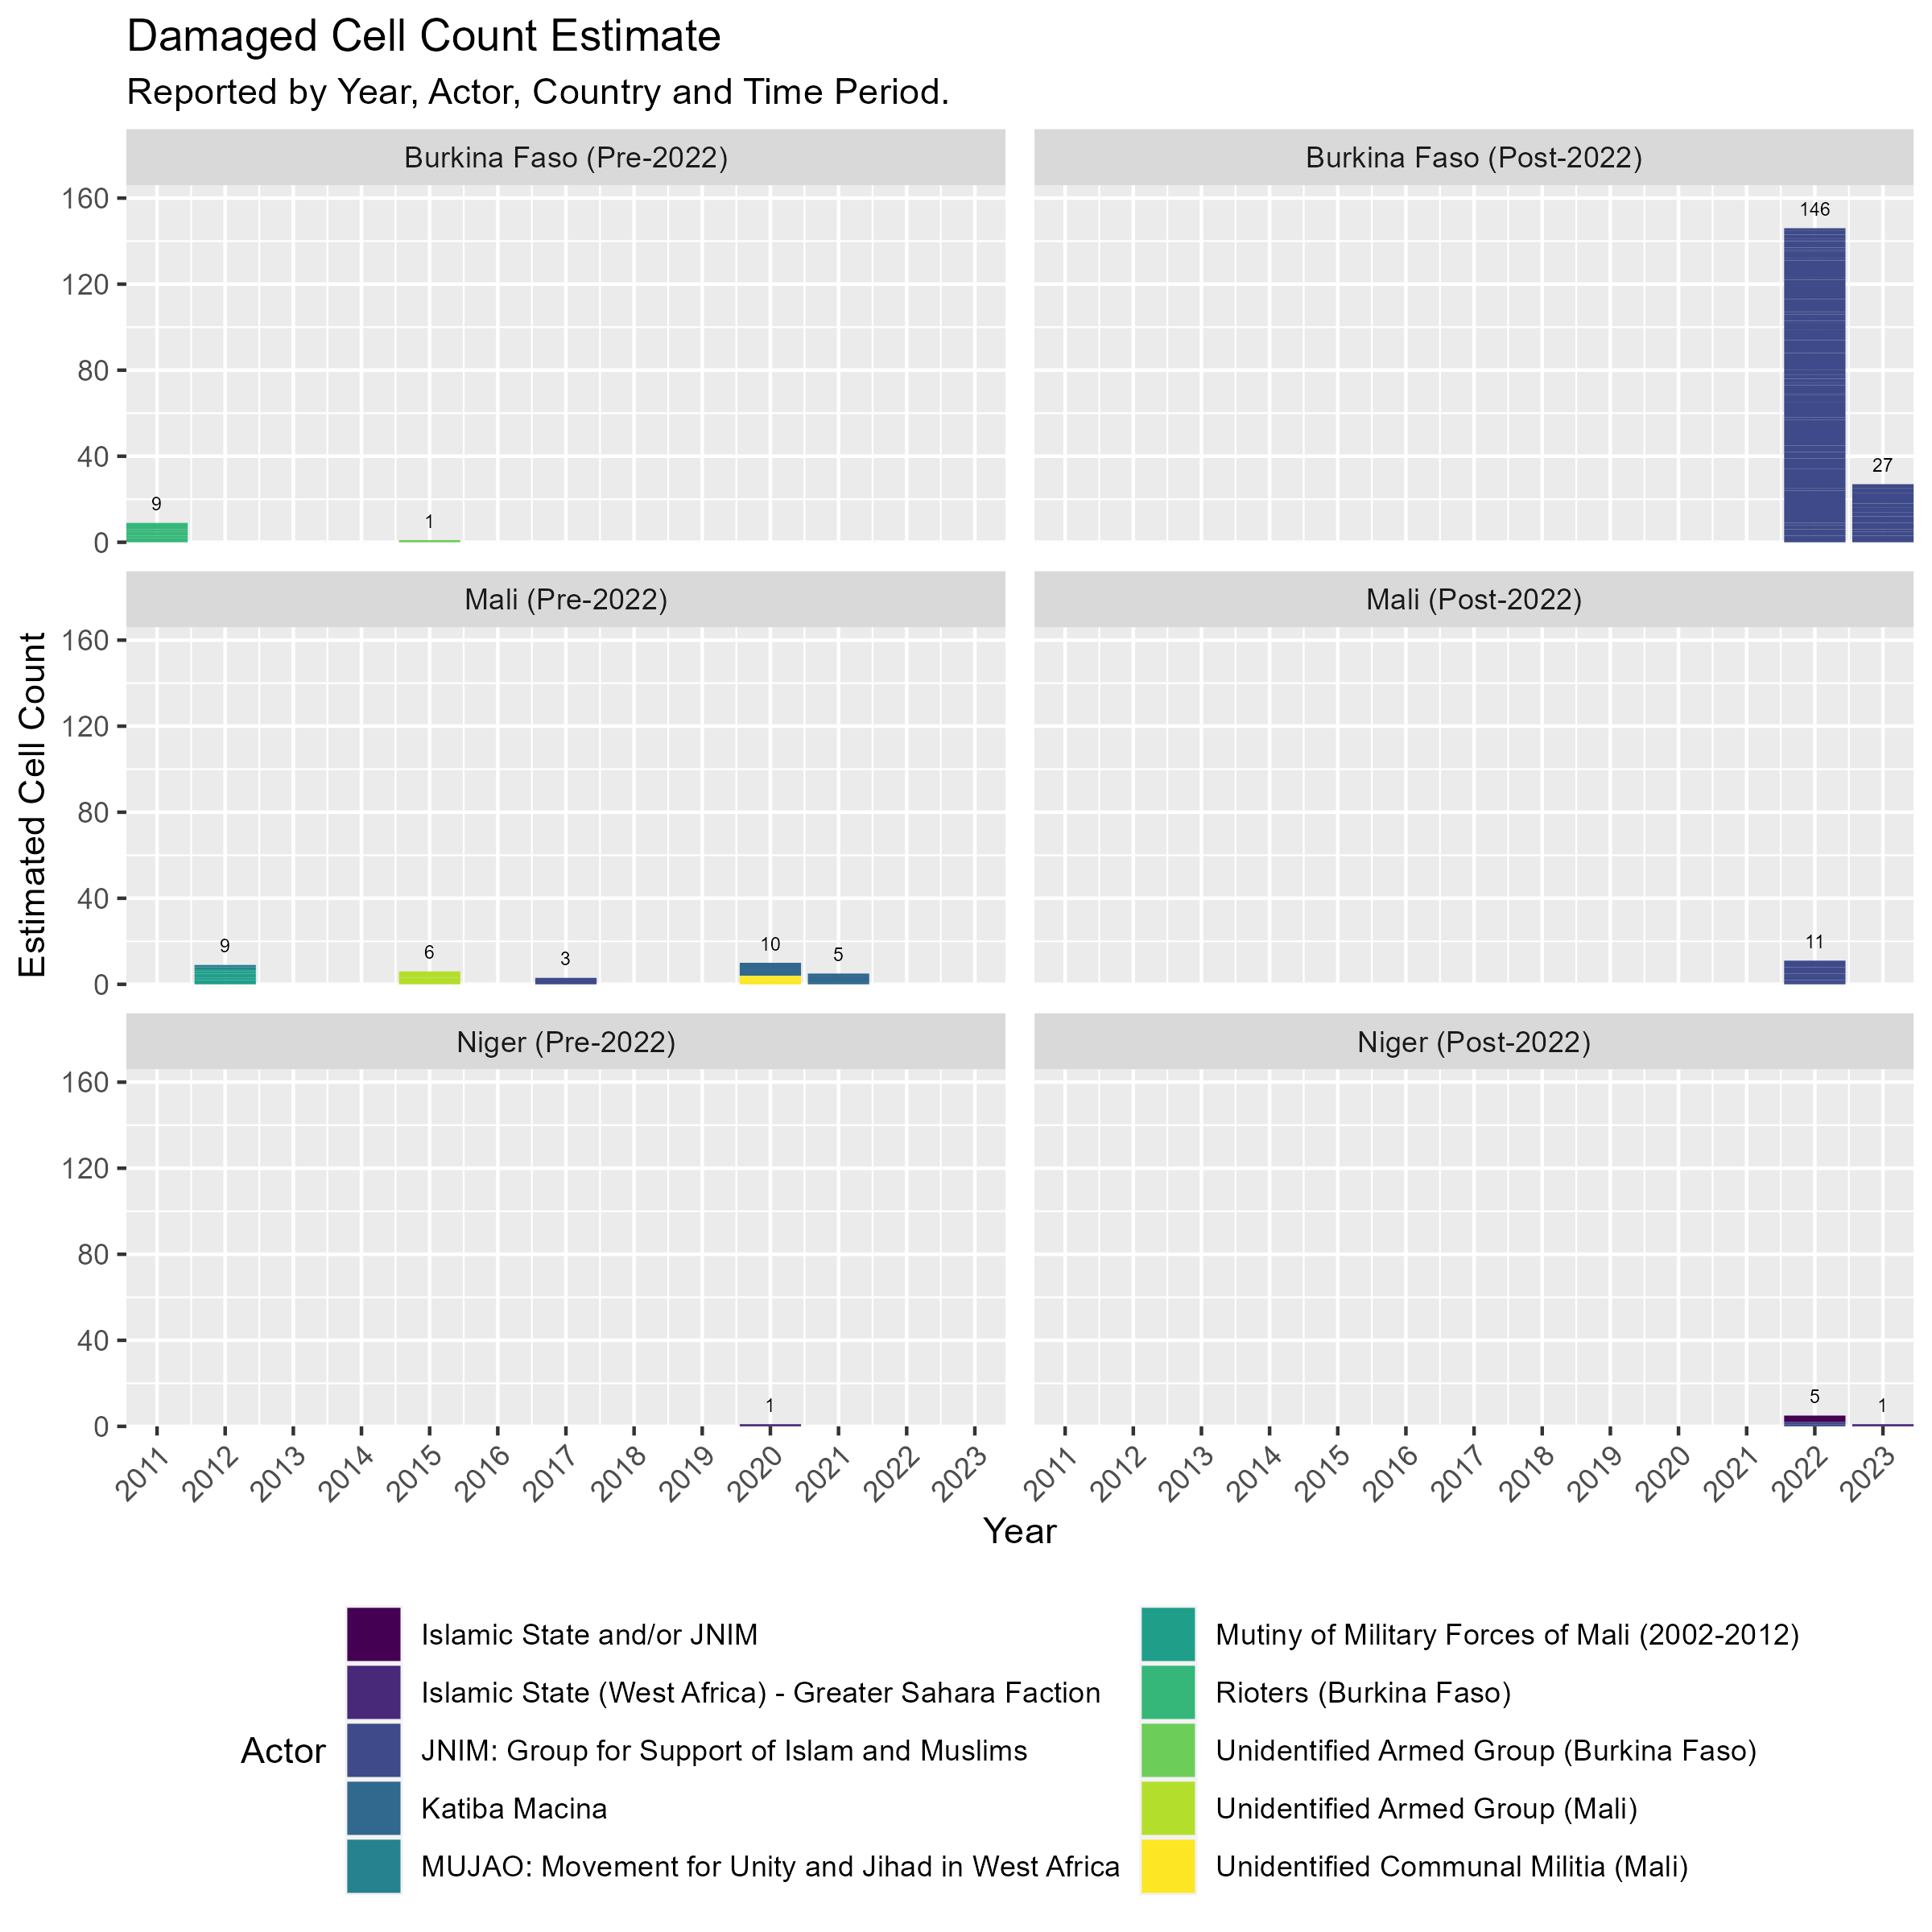 Damaged Cell Count Estimate
Reported by Year, Actor, Country and Time Period.
Burkina Faso (Pre-2022)
Burkina Faso (Post-2022)
160
120
80
40
0
9
1
146
27
Mali (Pre-2022)
Mali (Post-2022)
Estimated Cell Count
160
120
80
40
0
9
6
3
10
5
11
Niger (Pre-2022)
Niger (Post-2022)
160
120
80
40
0
1
5
1
2011 2012 2013 2014 2015 2016 2017 2018 2019 2020 2021 2022 2023
2011 2012 2013 2014 2015 2016 2017 2018 2019 2020 2021 2022 2023
Year
Actor
Islamic State and/or JNIM
Islamic State (West Africa) - Greater Sahara Faction
JNIM: Group for Support of Islam and Muslims
Katiba Macina
MUJAO: Movement for Unity and Jihad in West Africa
Mutiny of Military Forces of Mali (2002-2012)
Rioters (Burkina Faso)
Unidentified Armed Group (Burkina Faso)
Unidentified Armed Group (Mali)
Unidentified Communal Militia (Mali)